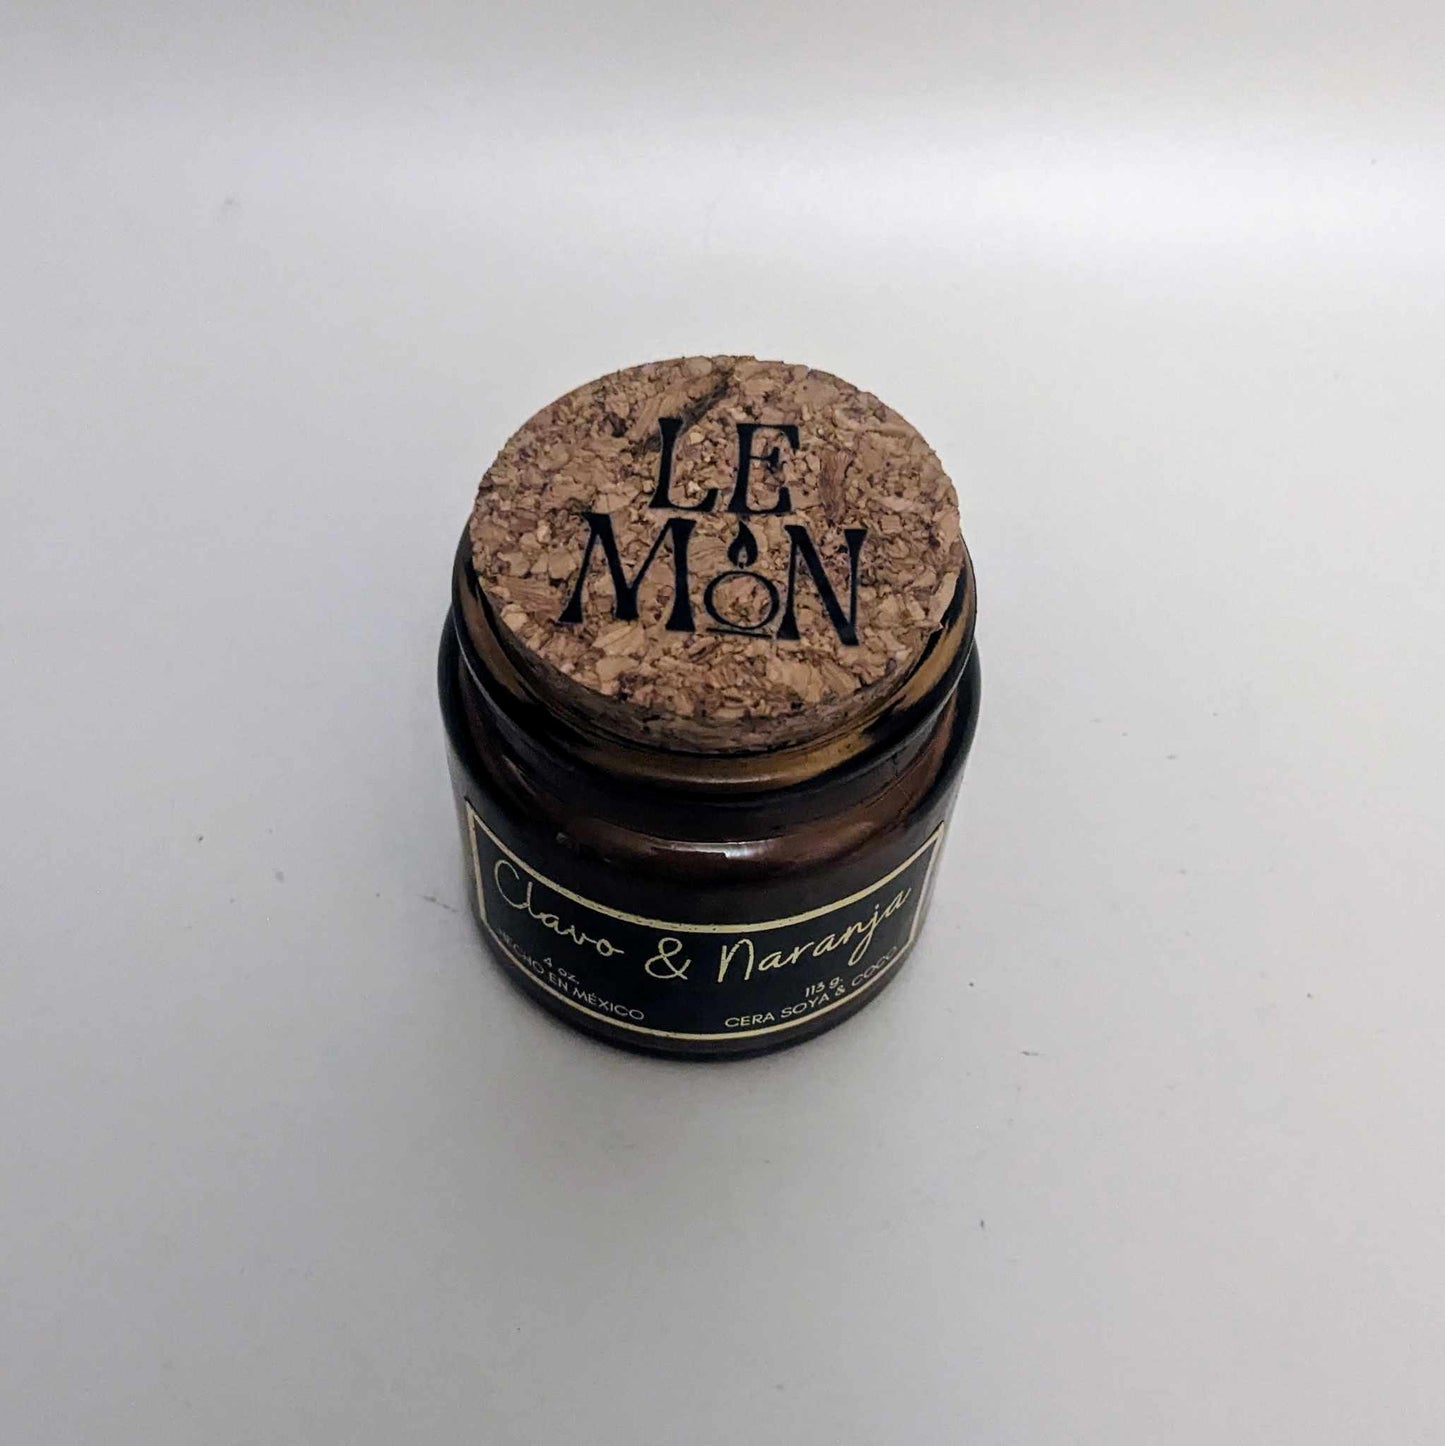 LE
MON
Clavo & Naranja
4 oz.
HECHO EN MÉXICO
113 g.
CERA SOYA & COCO